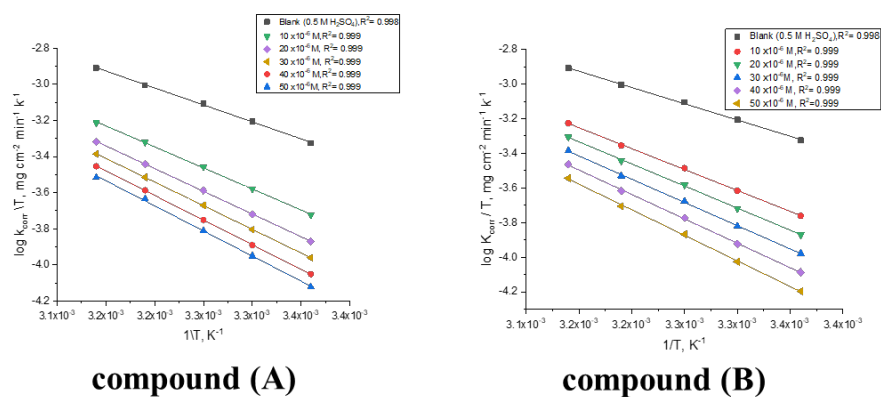 Blank (0.5 M H₂SO₄),R²= 0.998
10 x10⁻⁶ M,R²= 0.999
20 x10⁻⁶ M, R²= 0.999
30 x10⁻⁶ M, R²= 0.999
40 x10⁻⁶ M, R²= 0.999
50 x10⁻⁶M, R²= 0.999
-2.8
-3.0
-3.2
-3.4
-3.6
-3.8
-4.0
-4.2
log k_corr \T, mg cm⁻² min⁻¹ k⁻¹
3.1x10⁻³ 3.2x10⁻³ 3.2x10⁻³ 3.3x10⁻³ 3.3x10⁻³ 3.4x10⁻³ 3.4x10⁻³
1\T, K⁻¹
compound (A)
Blank (0.5 M H₂SO₄),R²= 0.998
10 x10⁻⁶ M,R²= 0.999
20 x10⁻⁶ M,R²= 0.999
30 x10⁻⁶M, R²= 0.999
40 x10⁻⁶ M, R²= 0.999
50 x10⁻⁶ M, R²=0.999
-2.8
-3.0
-3.2
-3.4
-3.6
-3.8
-4.0
-4.2
log K_corr / T, mg cm⁻² min⁻¹ k⁻¹
3.1x10⁻³ 3.2x10⁻³ 3.2x10⁻³ 3.3x10⁻³ 3.3x10⁻³ 3.4x10⁻³ 3.4x10⁻³
1/T, K⁻¹
compound (B)